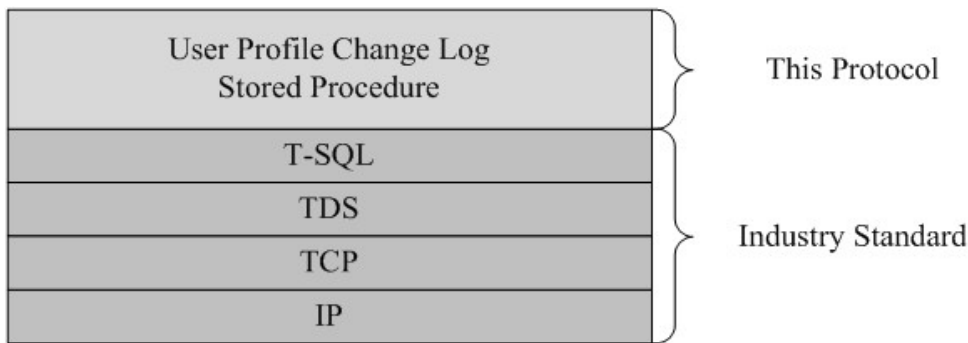 User Profile Change Log
Stored Procedure
This Protocol
T-SQL
TDS
TCP
IP
Industry Standard